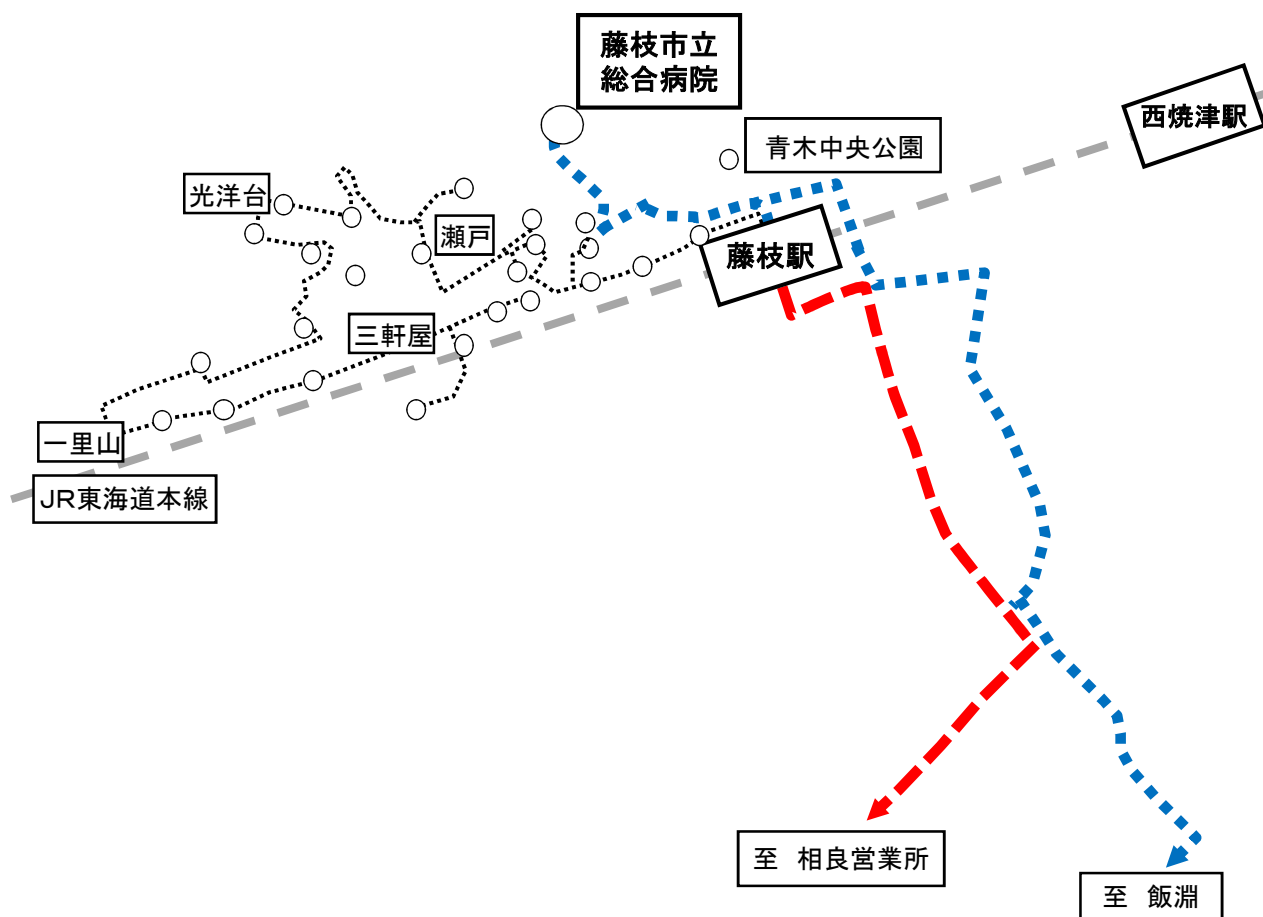 藤枝市立
総合病院
西焼津駅
青木中央公園
光洋台
瀬戸
藤枝駅
三軒屋
一里山
JR東海道本線
至　相良営業所
至　飯淵